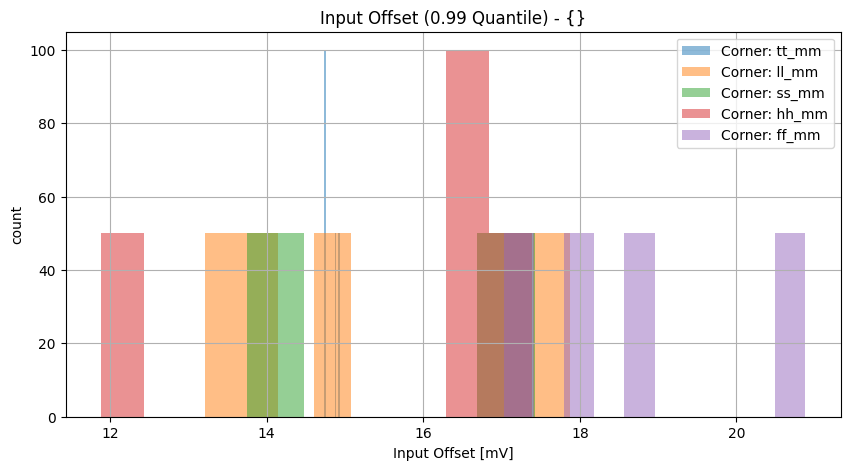 Input Offset (0.99 Quantile) - {}
Corner: tt_mm
Corner: ll_mm
Corner: ss_mm
Corner: hh_mm
Corner: ff_mm
count
100
80
60
40
20
0
12
14
16
18
20
Input Offset [mV]